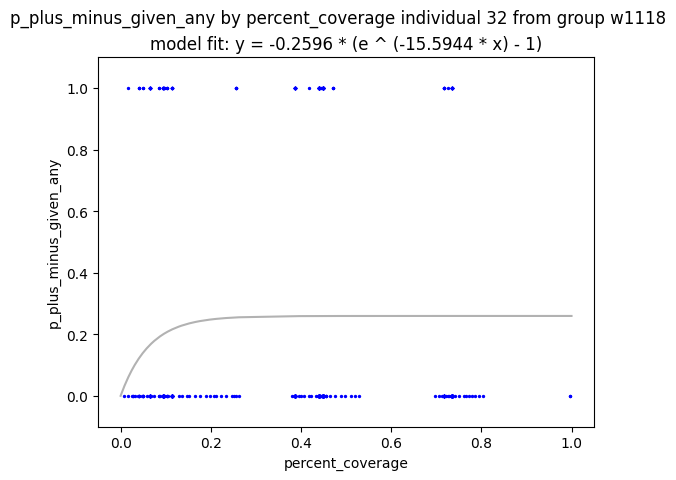 p_plus_minus_given_any by percent_coverage individual 32 from group w1118
model fit: y = -0.2596 * (e ^ (-15.5944 * x) - 1)
1.0
0.8
0.6
0.4
0.2
0.0
p_plus_minus_given_any
0.0 0.2 0.4 0.6 0.8 1.0
percent_coverage